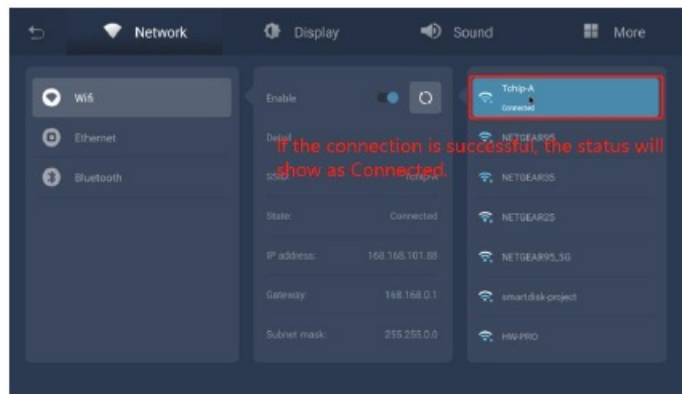 Network
Display
Sound
More
Wifi
Ethernet
Bluetooth
Enable
Detail
SSID:
Tchip-A
State:
Connected
IP address:
168.168.101.88
Gateway:
168.168.0.1
Subnet mask:
255.255.0.0
Tchip-A
Connected
NETGEAR95
NETGEAR35
NETGEAR25
NETGEAR95_5G
smartdisk-project
HW-PRO
If the connection is successful, the status will
show as Connected.